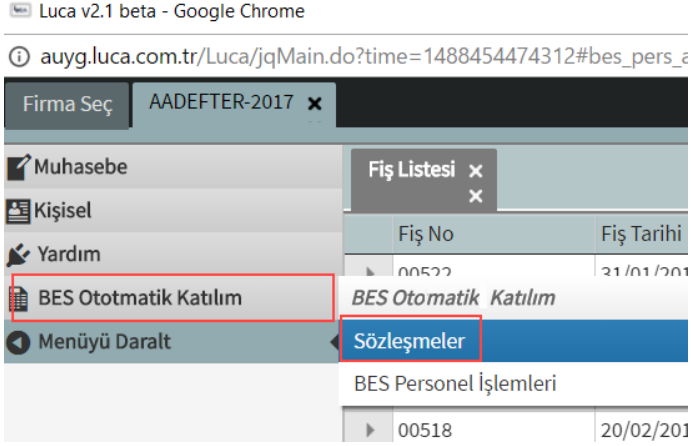 Luca v2.1 beta - Google Chrome
auyg.luca.com.tr/Luca/jqMain.do?time=1488454474312#bes_pers_a
Firma Seç AADEFTER-2017 ×
Muhasebe
Kişisel
Yardım
BES Ototmatik Katılım
Menüyü Daralt
Fiş Listesi ×
×
Fiş No Fiş Tarihi
00522 31/01/201
BES Otomatik Katılım
Sözleşmeler
BES Personel İşlemleri
00518 20/02/201